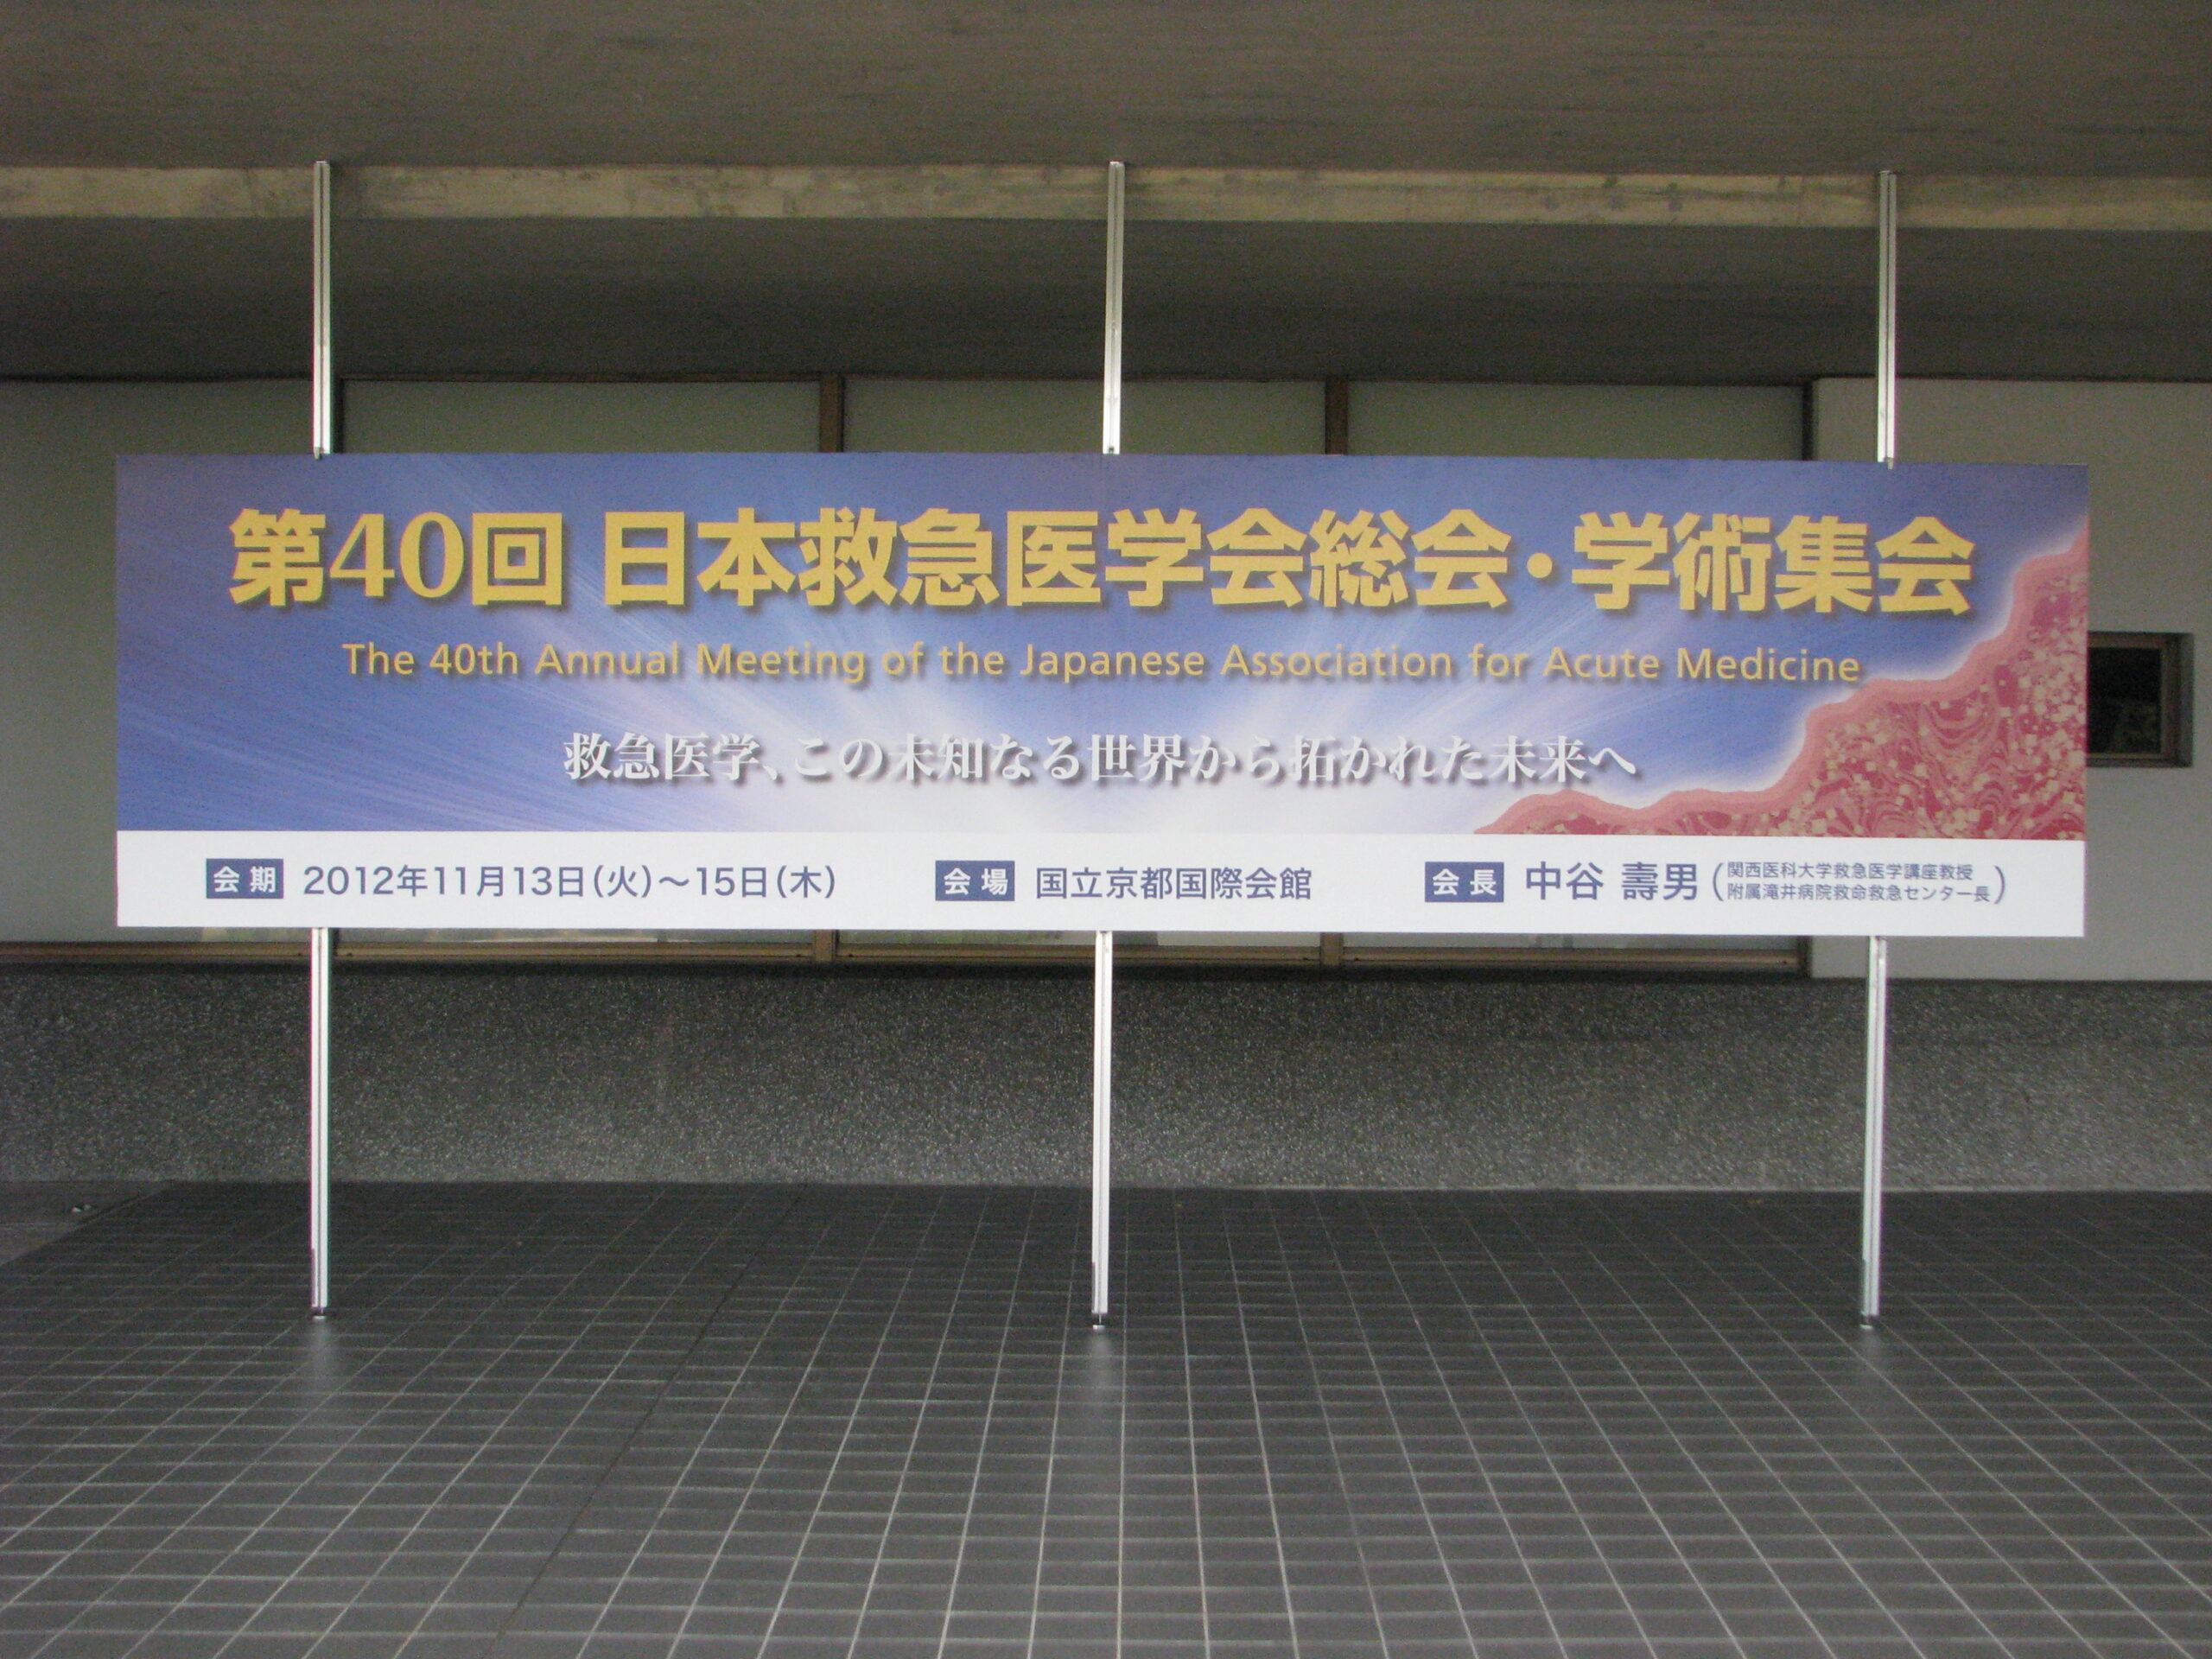 第40回 日本救急医学会総会・学術集会
The 40th Annual Meeting of the Japanese Association for Acute Medicine
救急医学、この未知なる世界から拓かれた未来へ
会期 2012年11月13日(火)～15日(木)
会場 国立京都国際会館
会長 中谷 壽男 (関西医科大学救急医学講座教授
附属滝井病院救命救急センター長)